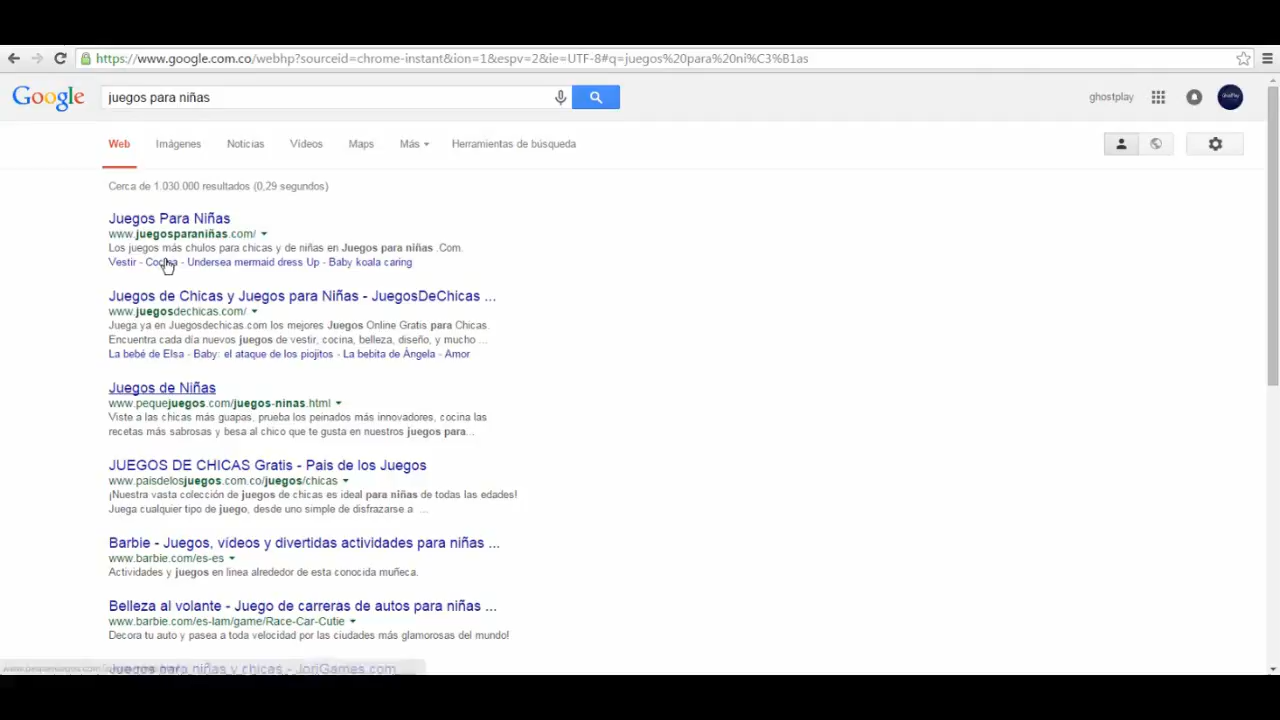 https://www.google.com.co/webhp?sourceid=chrome-instant&ion=1&espv=2&ie=UTF-8#q=juegos%20para%20ni%C3%B1as
Google juegos para niñas ghostplay
Web Imágenes Noticias Vídeos Maps Más Herramientas de búsqueda
Cerca de 1.030.000 resultados (0,29 segundos)
Juegos Para Niñas
www.juegosparaniñas.com/
Los juegos más chulos para chicas y de niñas en Juegos para niñas .Com.
Vestir - Cocina - Undersea mermaid dress Up - Baby koala caring
Juegos de Chicas y Juegos para Niñas - JuegosDeChicas ...
www.juegosdechicas.com/
Juega ya en Juegosdechicas.com los mejores Juegos Online Gratis para Chicas.
Encuentra cada día nuevos juegos de vestir, cocina, belleza, diseño, y mucho ...
La bebé de Elsa - Baby: el ataque de los piojitos - La bebita de Ángela - Amor
Juegos de Niñas
www.pequejuegos.com/juegos-ninas.html
Viste a las chicas más guapas, prueba los peinados más innovadores, cocina las
recetas más sabrosas y besa al chico que te gusta en nuestros juegos para...
JUEGOS DE CHICAS Gratis - Pais de los Juegos
www.paisdelosjuegos.com.co/juegos/chicas
¡Nuestra vasta colección de juegos de chicas es ideal para niñas de todas las edades!
Juega cualquier tipo de juego, desde uno simple de disfrazarse a ...
Barbie - Juegos, vídeos y divertidas actividades para niñas ...
www.barbie.com/es-es
Actividades y juegos en linea alrededor de esta conocida muñeca.
Belleza al volante - Juego de carreras de autos para niñas ...
www.barbie.com/es-lam/game/Race-Car-Cutie
Decora tu auto y pasea a toda velocidad por las ciudades más glamorosas del mundo!
Juegos para niñas y chicas - JoriGames.com